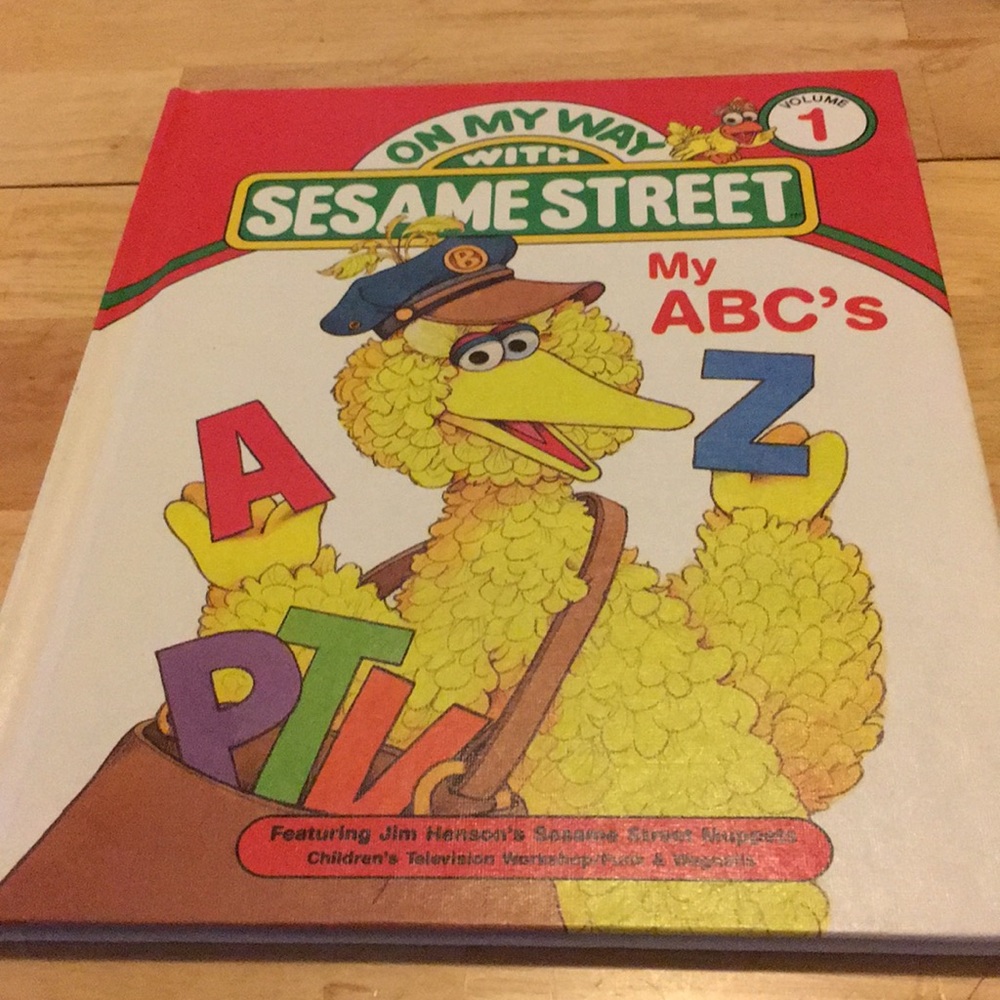 ON MY WAY
WITH
SESAME STREET
VOLUME
1
My
ABC's
B
A
Z
PTV
Featuring Jim Henson's Sesame Street Muppets
Children's Television Workshop/Funk & Wagnalls